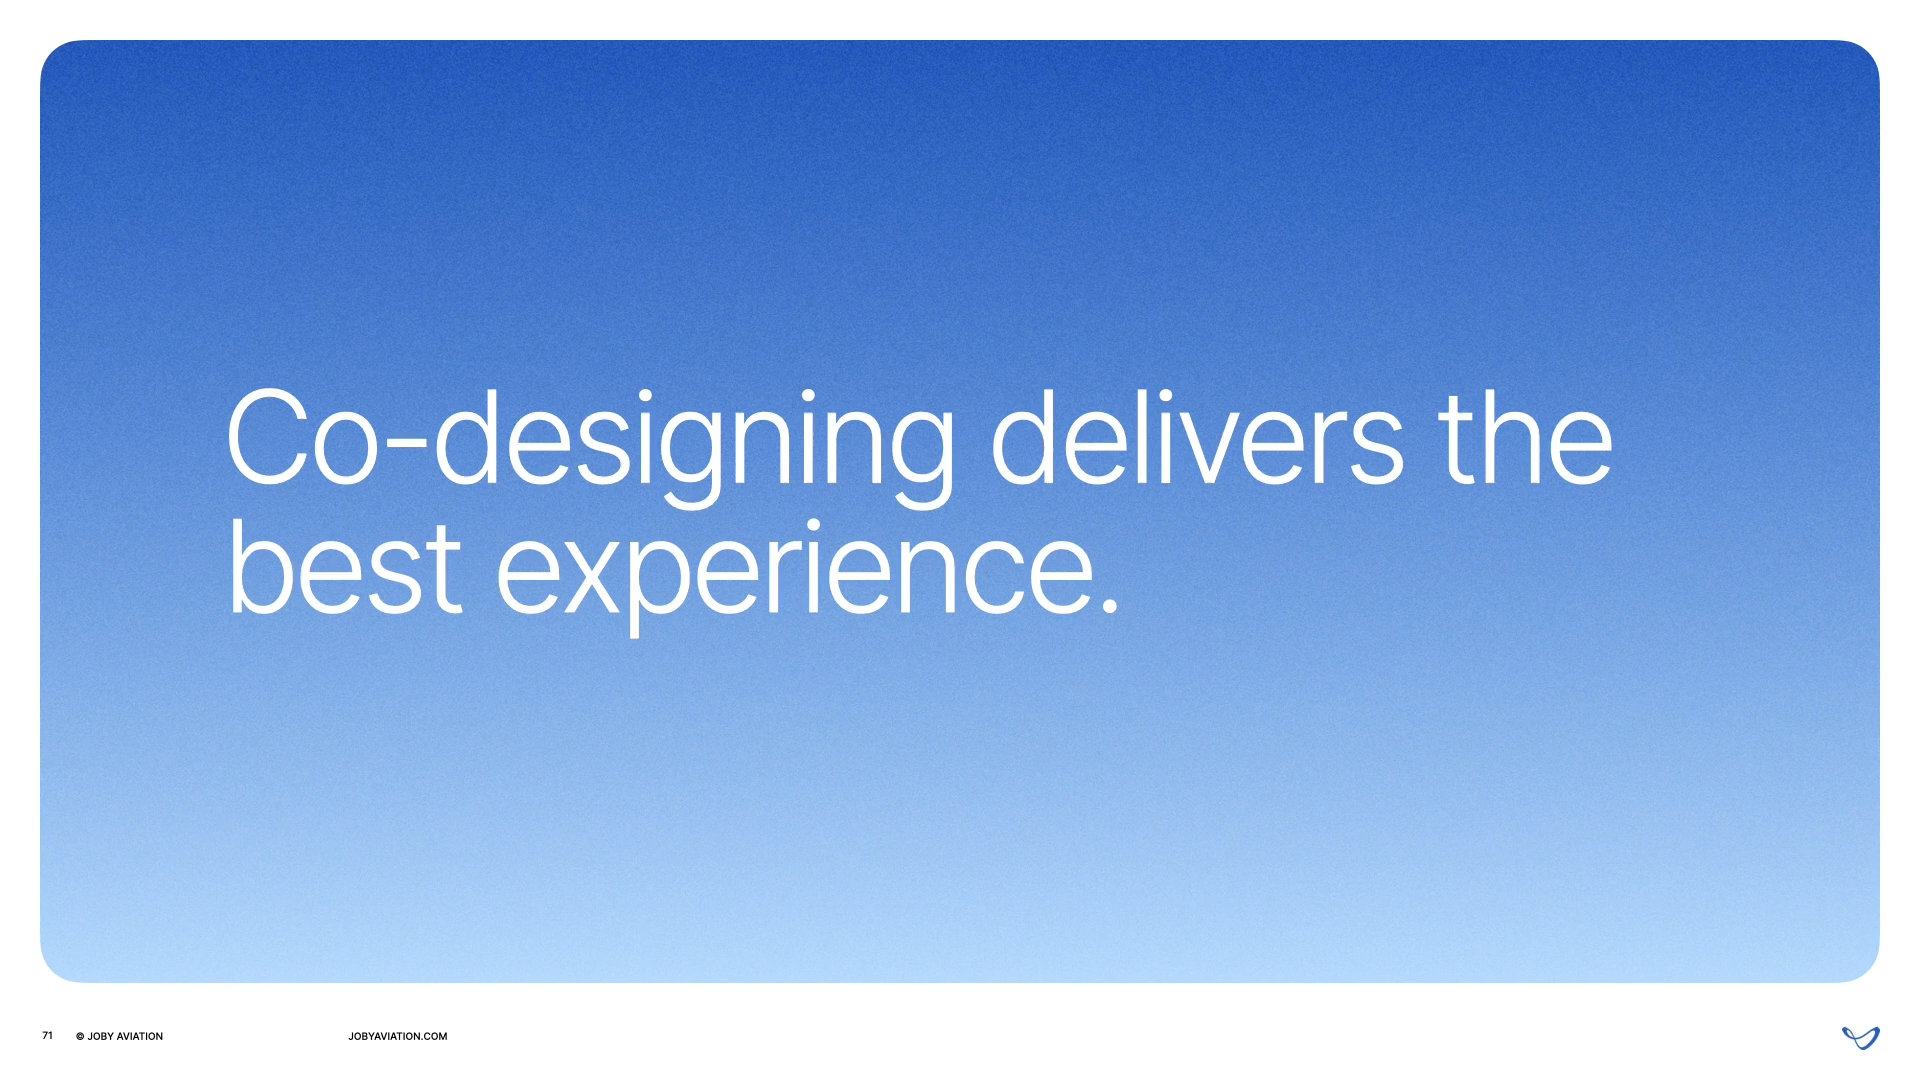 Co-designing delivers the
best experience.
71 © JOBY AVIATION JOBYAVIATION.COM